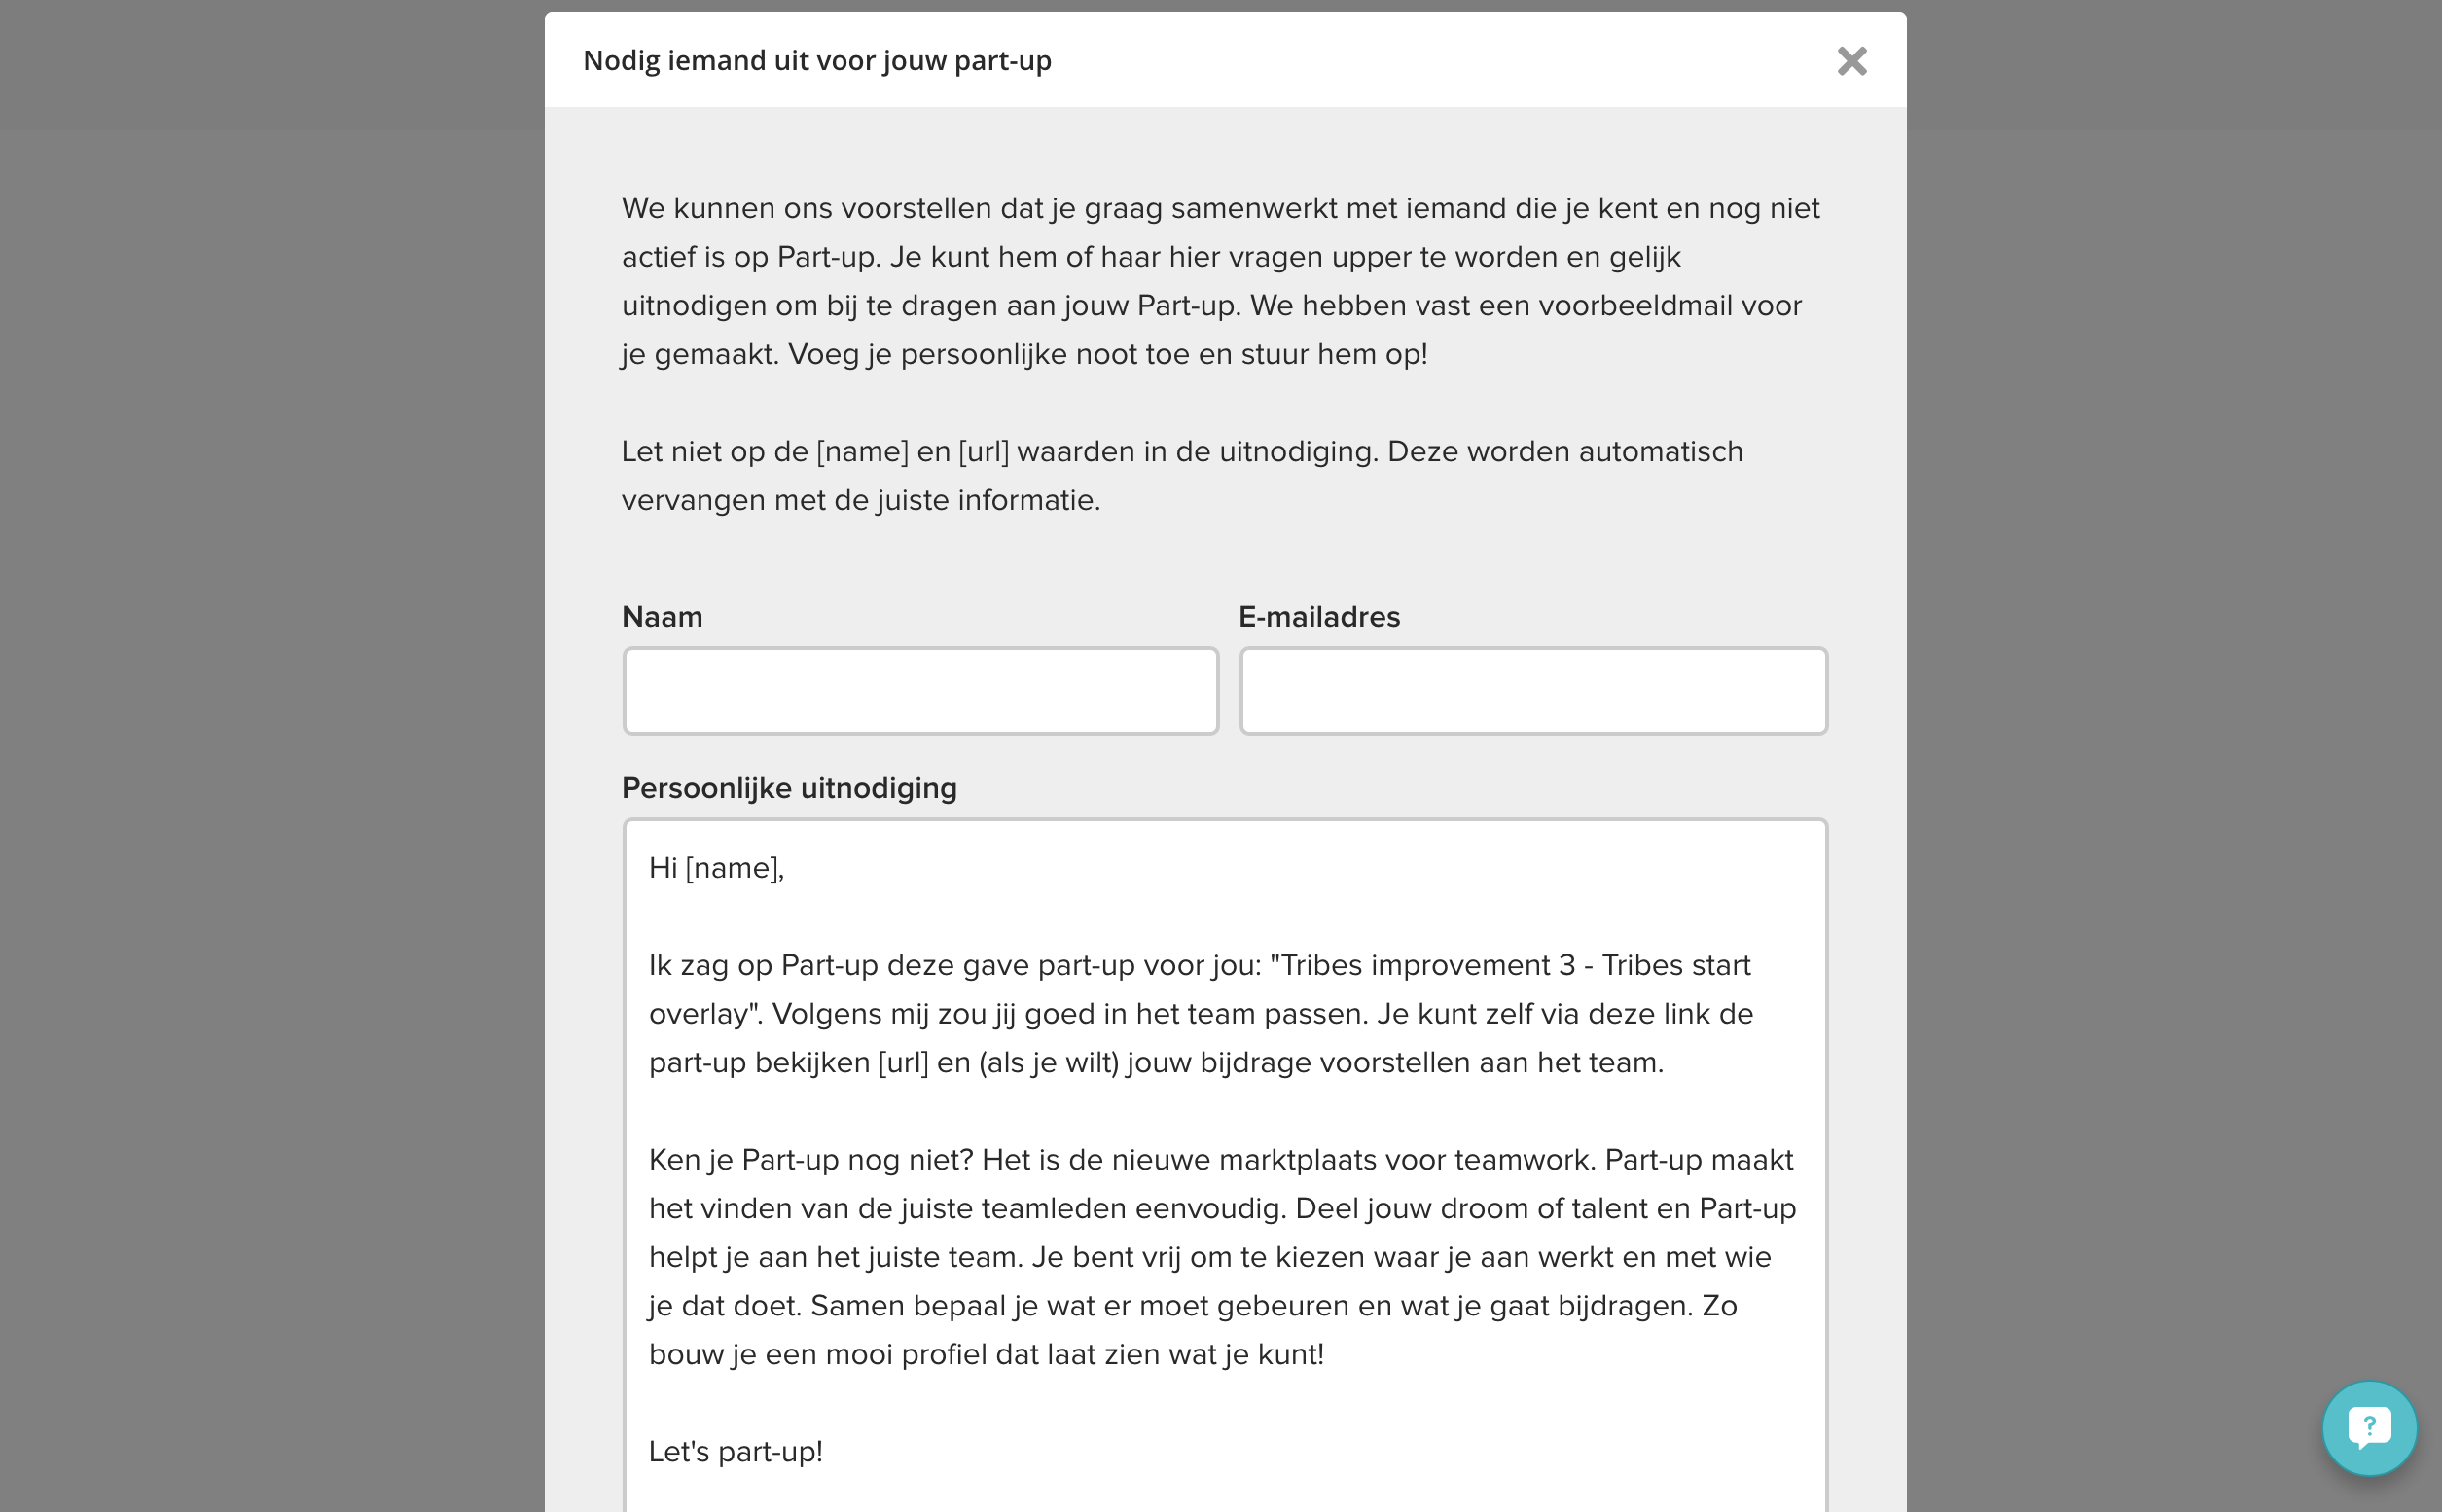 Nodig iemand uit voor jouw part-up
We kunnen ons voorstellen dat je graag samenwerkt met iemand die je kent en nog niet
actief is op Part-up. Je kunt hem of haar hier vragen upper te worden en gelijk
uitnodigen om bij te dragen aan jouw Part-up. We hebben vast een voorbeeldmail voor
je gemaakt. Voeg je persoonlijke noot toe en stuur hem op!
Let niet op de [name] en [url] waarden in de uitnodiging. Deze worden automatisch
vervangen met de juiste informatie.
Naam
E-mailadres
Persoonlijke uitnodiging
Hi [name],
Ik zag op Part-up deze gave part-up voor jou: "Tribes improvement 3 - Tribes start
overlay". Volgens mij zou jij goed in het team passen. Je kunt zelf via deze link de
part-up bekijken [url] en (als je wilt) jouw bijdrage voorstellen aan het team.
Ken je Part-up nog niet? Het is de nieuwe marktplaats voor teamwork. Part-up maakt
het vinden van de juiste teamleden eenvoudig. Deel jouw droom of talent en Part-up
helpt je aan het juiste team. Je bent vrij om te kiezen waar je aan werkt en met wie
je dat doet. Samen bepaal je wat er moet gebeuren en wat je gaat bijdragen. Zo
bouw je een mooi profiel dat laat zien wat je kunt!
Let's part-up!
?